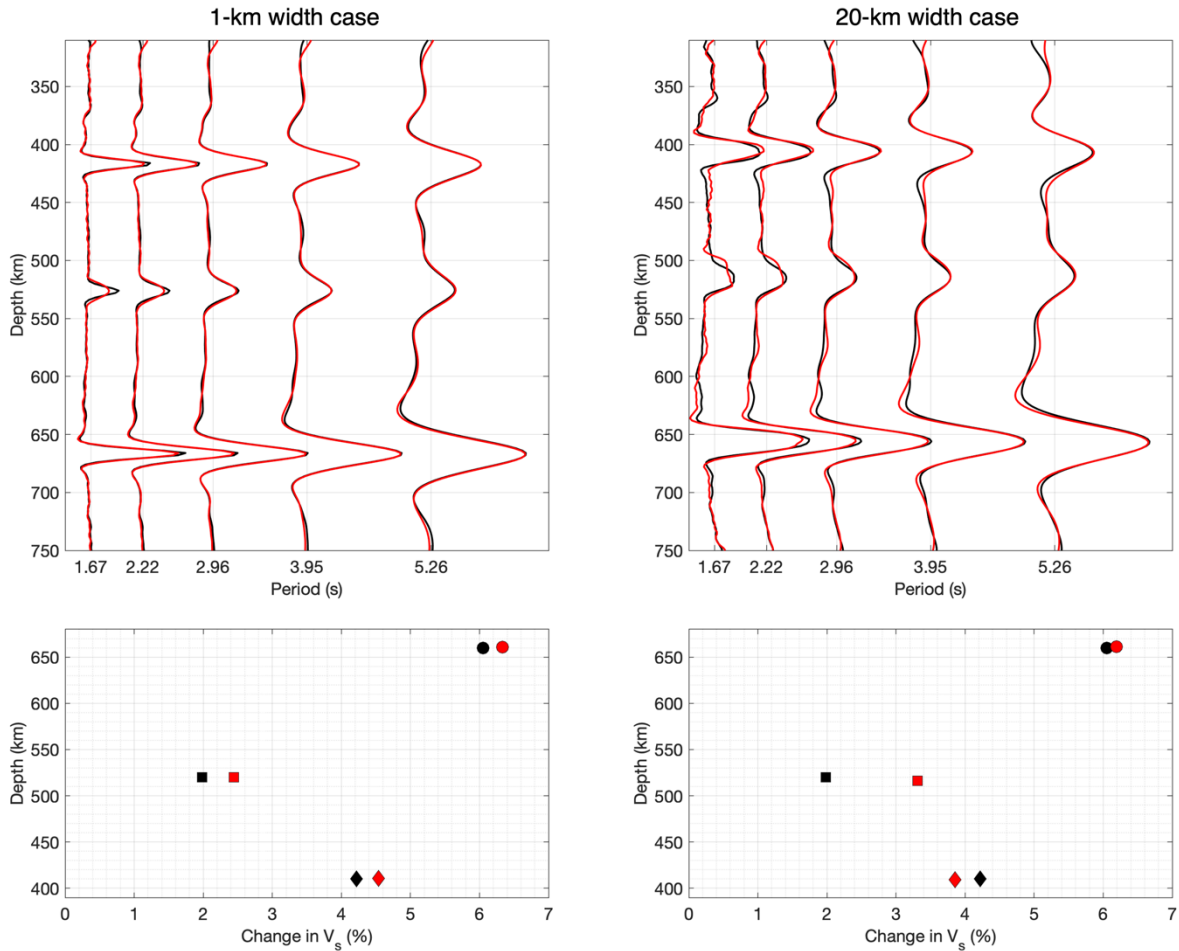 1-km width case
20-km width case
350
400
450
500
550
600
650
700
750
Depth (km)
1.67 2.22 2.96 3.95 5.26
Period (s)
350
400
450
500
550
600
650
700
750
Depth (km)
1.67 2.22 2.96 3.95 5.26
Period (s)
650
600
550
500
450
400
Depth (km)
0 1 2 3 4 5 6 7
Change in Vs (%)
650
600
550
500
450
400
Depth (km)
0 1 2 3 4 5 6 7
Change in Vs (%)